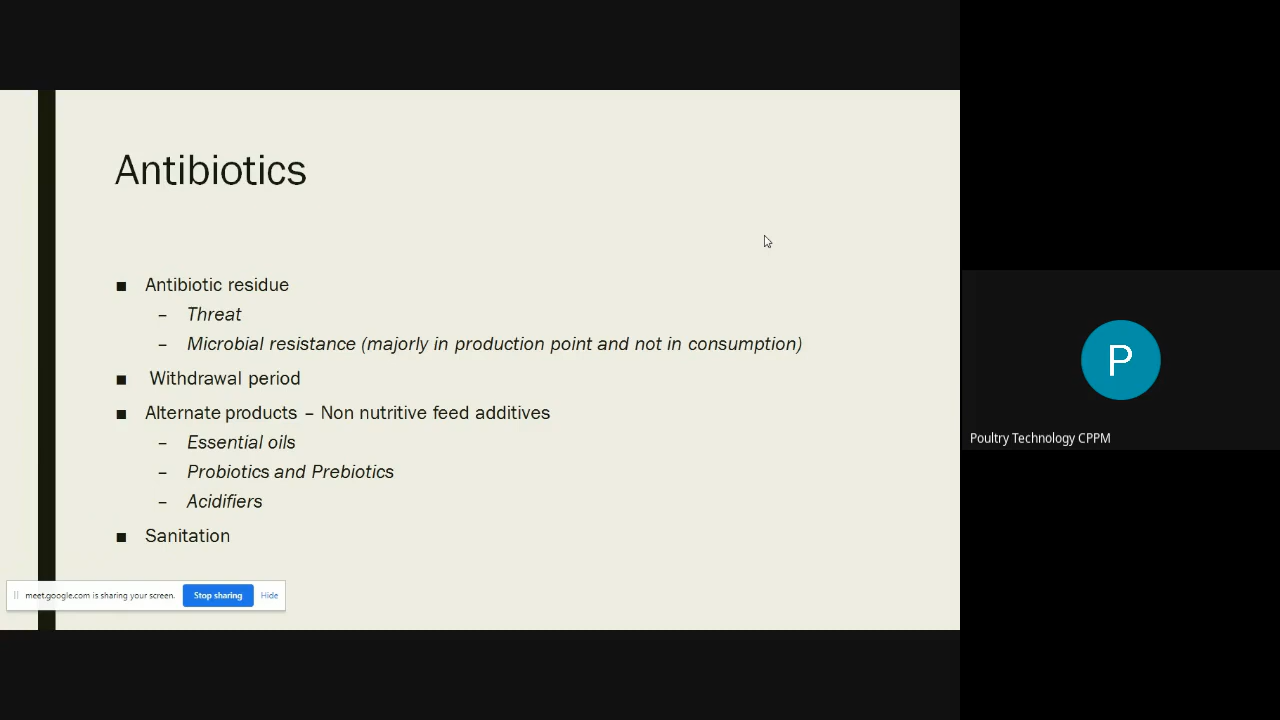 Antibiotics
■ Antibiotic residue
– Threat
– Microbial resistance (majorly in production point and not in consumption)
■ Withdrawal period
■ Alternate products – Non nutritive feed additives
– Essential oils
– Probiotics and Prebiotics
– Acidifiers
■ Sanitation
meet.google.com is sharing your screen. Stop sharing Hide
P
Poultry Technology CPPM